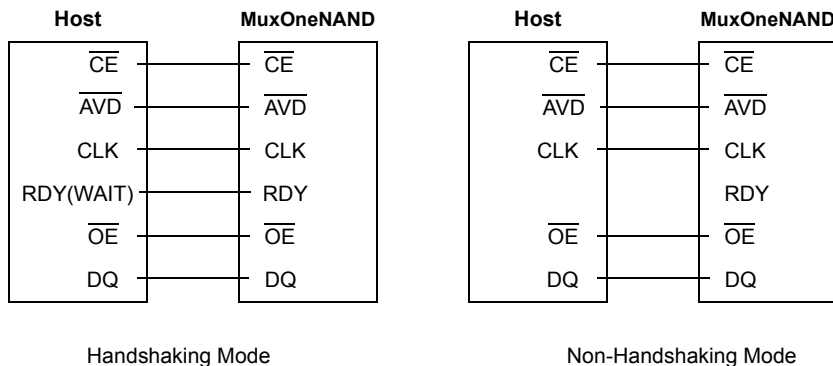 Host MuxOneNAND Host MuxOneNAND
CE CE CE CE
AVD AVD AVD AVD
CLK CLK CLK CLK
RDY(WAIT) RDY RDY
OE OE OE OE
DQ DQ DQ DQ
Handshaking Mode Non-Handshaking Mode